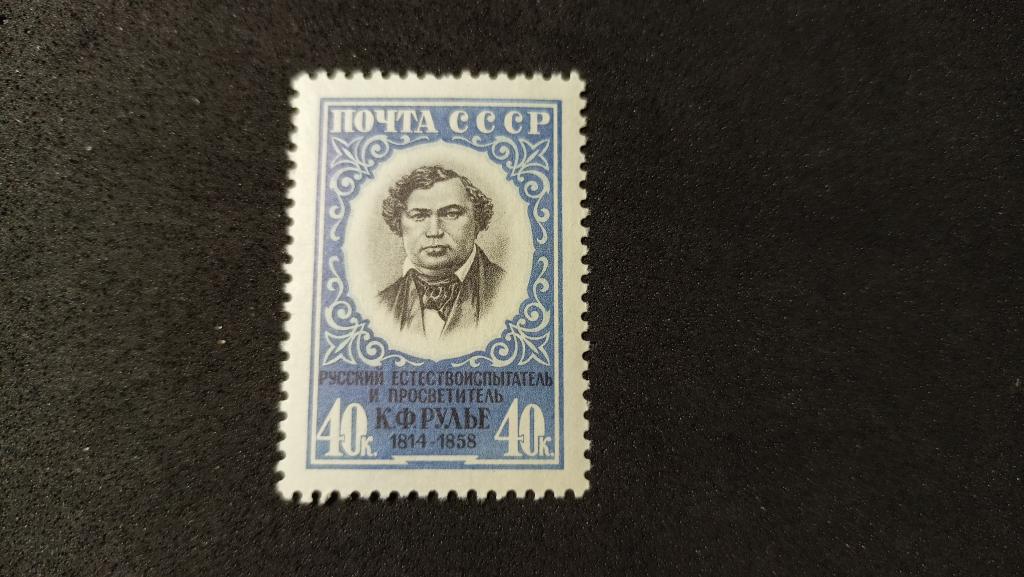 ПОЧТА СССР
РУССКИЙ ЕСТЕСТВОИСПЫТАТЕЛЬ
И ПРОСВЕТИТЕЛЬ
К.Ф.РУЛЬЕ
1814-1858
40к. 40к.